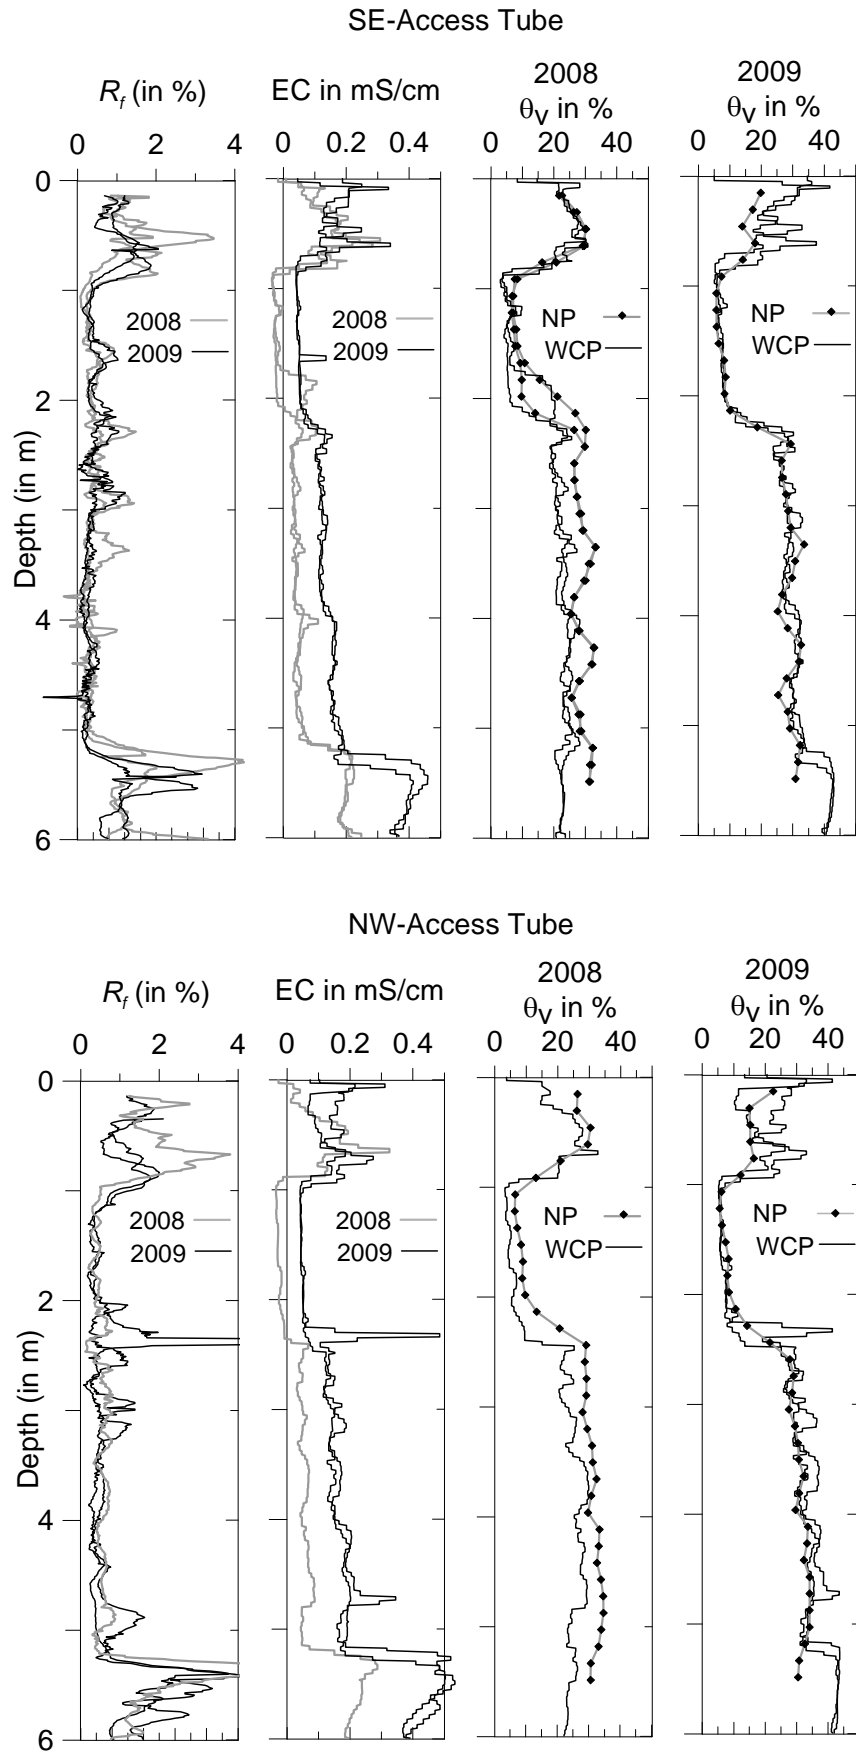 SE-Access Tube
2008 2009
Rf (in %) EC in mS/cm θv in % θv in %
0 2 4 0 0.2 0.4 0 20 40 0 20 40
0
2008
2009
2008
2009
NP
WCP
NP
WCP
2
Depth (in m)
4
6
NW-Access Tube
2008 2009
Rf (in %) EC in mS/cm θv in % θv in %
0 2 4 0 0.2 0.4 0 20 40 0 20 40
0
2008
2009
2008
2009
NP
WCP
NP
WCP
2
Depth (in m)
4
6